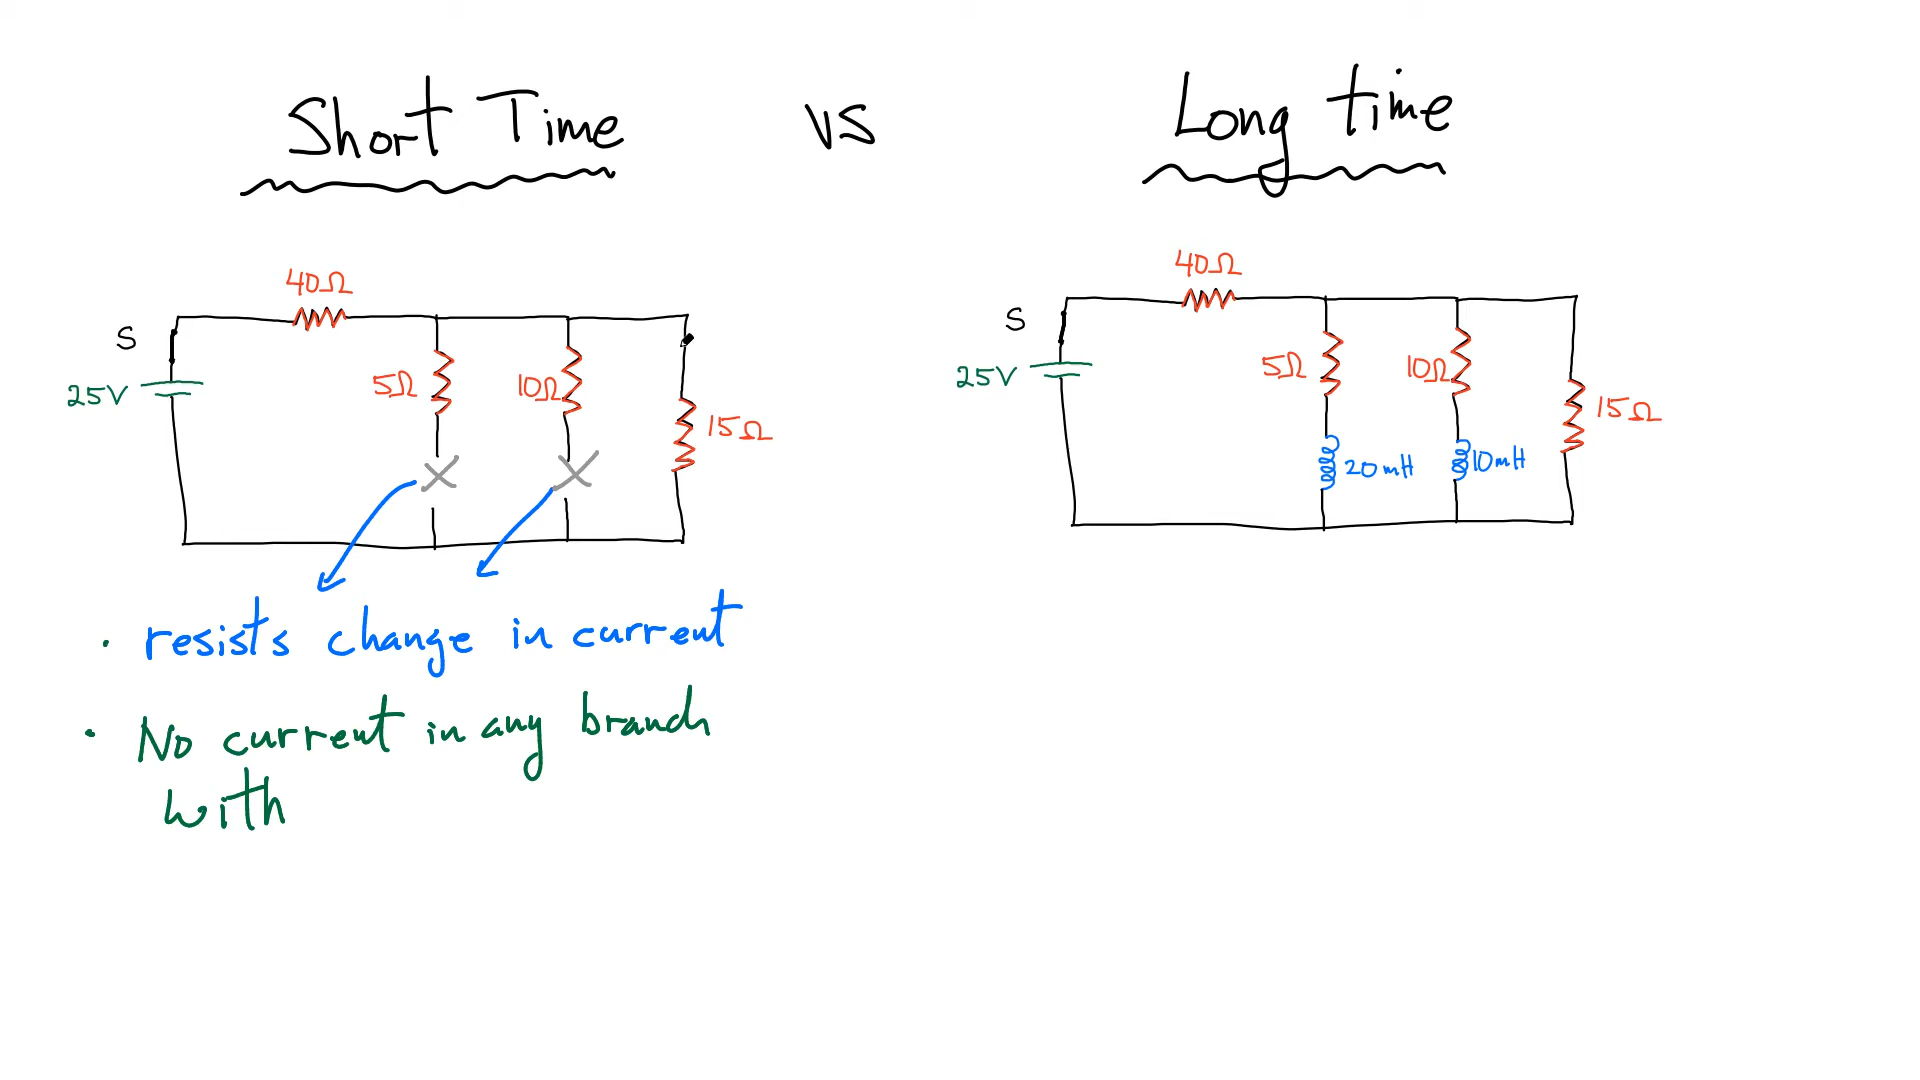 Short Time vs Long time
40Ω
S
25V
5Ω
10Ω
15Ω
40Ω
S
25V
5Ω
10Ω
15Ω
20mH
10mH
• resists change in current
• No current in any branch
with